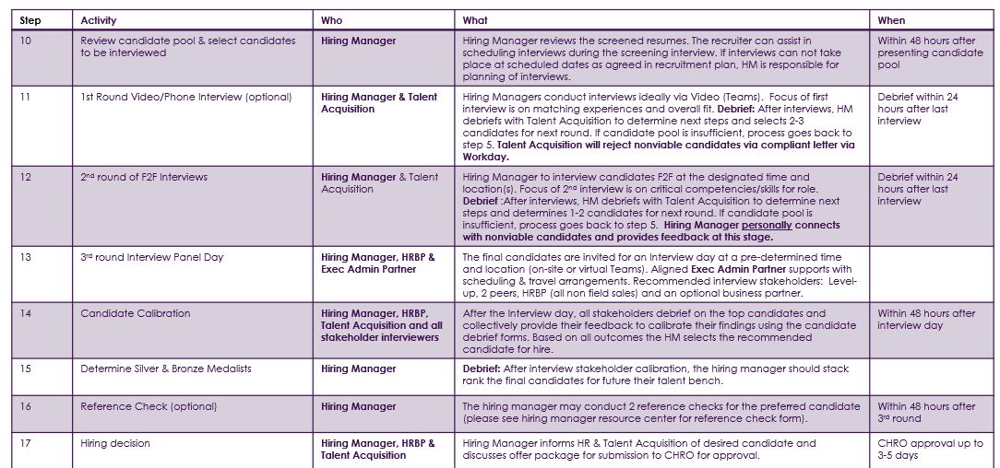 Step Activity Who What When
10 Review candidate pool & select candidates to be interviewed Hiring Manager
Hiring Manager reviews the screened resumes. The recruiter can assist in
scheduling interviews during the screening interview. If interviews can not take
place at scheduled dates as agreed in recruitment plan, HM is responsible for
planning of interviews.
Within 48 hours after
presenting candidate
pool
11 1st Round Video/Phone Interview (optional)
Hiring Manager & Talent
Acquisition
Hiring Managers conduct interviews ideally via Video (Teams). Focus of first
interview is on matching experiences and overall fit. Debrief: After interviews, HM
debriefs with Talent Acquisition to determine next steps and selects 2-3
candidates for next round. If candidate pool is insufficient, process goes back to
step 5. Talent Acquisition will reject nonviable candidates via compliant letter via
Workday.
Debrief within 24
hours after last
interview
12 2nd round of F2F Interviews
Hiring Manager & Talent
Acquisition
Hiring Manager to interview candidates F2F at the designated time and
location(s). Focus of 2nd interview is on critical competencies/skills for role.
Debrief :After interviews, HM debriefs with Talent Acquisition to determine next
steps and determines 1-2 candidates for next round. If candidate pool is
insufficient, process goes back to step 5. Hiring Manager personally connects
with nonviable candidates and provides feedback at this stage.
Debrief within 24
hours after last
interview
13 3rd round Interview Panel Day
Hiring Manager, HRBP &
Exec Admin Partner
The final candidates are invited for an Interview day at a pre-determined time
and location (on-site or virtual Teams). Aligned Exec Admin Partner supports with
scheduling & travel arrangements. Recommended interview stakeholders: Level-
up, 2 peers, HRBP (all non field sales) and an optional business partner.
14 Candidate Calibration
Hiring Manager, HRBP,
Talent Acquisition and all
stakeholder interviewers
After the Interview day, all stakeholders debrief on the top candidates and
collectively provide their feedback to calibrate their findings using the candidate
debrief forms. Based on all outcomes the HM selects the recommended
candidate for hire.
Within 48 hours after
interview day
15 Determine Silver & Bronze Medalists
Hiring Manager
Debrief: After interview stakeholder calibration, the hiring manager should stack
rank the final candidates for future their talent bench.
16 Reference Check (optional)
Hiring Manager
The hiring manager may conduct 2 reference checks for the preferred candidate
(please see hiring manager resource center for reference check form).
Within 48 hours after
3rd round
17 Hiring decision
Hiring Manager, HRBP &
Talent Acquisition
Hiring Manager informs HR & Talent Acquisition of desired candidate and
discusses offer package for submission to CHRO for approval.
CHRO approval up to
3-5 days